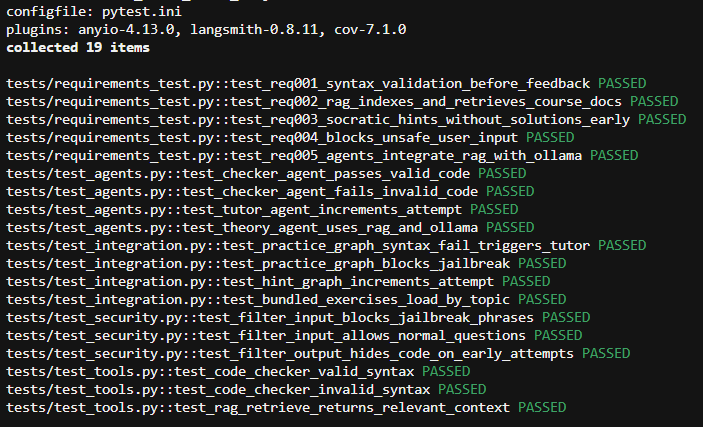 configfile: pytest.ini
plugins: anyio-4.13.0, langsmith-0.8.11, cov-7.1.0
collected 19 items
tests/requirements_test.py::test_req001_syntax_validation_before_feedback PASSED
tests/requirements_test.py::test_req002_rag_indexes_and_retrieves_course_docs PASSED
tests/requirements_test.py::test_req003_socratic_hints_without_solutions_early PASSED
tests/requirements_test.py::test_req004_blocks_unsafe_user_input PASSED
tests/requirements_test.py::test_req005_agents_integrate_rag_with_ollama PASSED
tests/test_agents.py::test_checker_agent_passes_valid_code PASSED
tests/test_agents.py::test_checker_agent_fails_invalid_code PASSED
tests/test_agents.py::test_tutor_agent_increments_attempt PASSED
tests/test_agents.py::test_theory_agent_uses_rag_and_ollama PASSED
tests/test_integration.py::test_practice_graph_syntax_fail_triggers_tutor PASSED
tests/test_integration.py::test_practice_graph_blocks_jailbreak PASSED
tests/test_integration.py::test_hint_graph_increments_attempt PASSED
tests/test_integration.py::test_bundled_exercises_load_by_topic PASSED
tests/test_security.py::test_filter_input_blocks_jailbreak_phrases PASSED
tests/test_security.py::test_filter_input_allows_normal_questions PASSED
tests/test_security.py::test_filter_output_hides_code_on_early_attempts PASSED
tests/test_tools.py::test_code_checker_valid_syntax PASSED
tests/test_tools.py::test_code_checker_invalid_syntax PASSED
tests/test_tools.py::test_rag_retrieve_returns_relevant_context PASSED